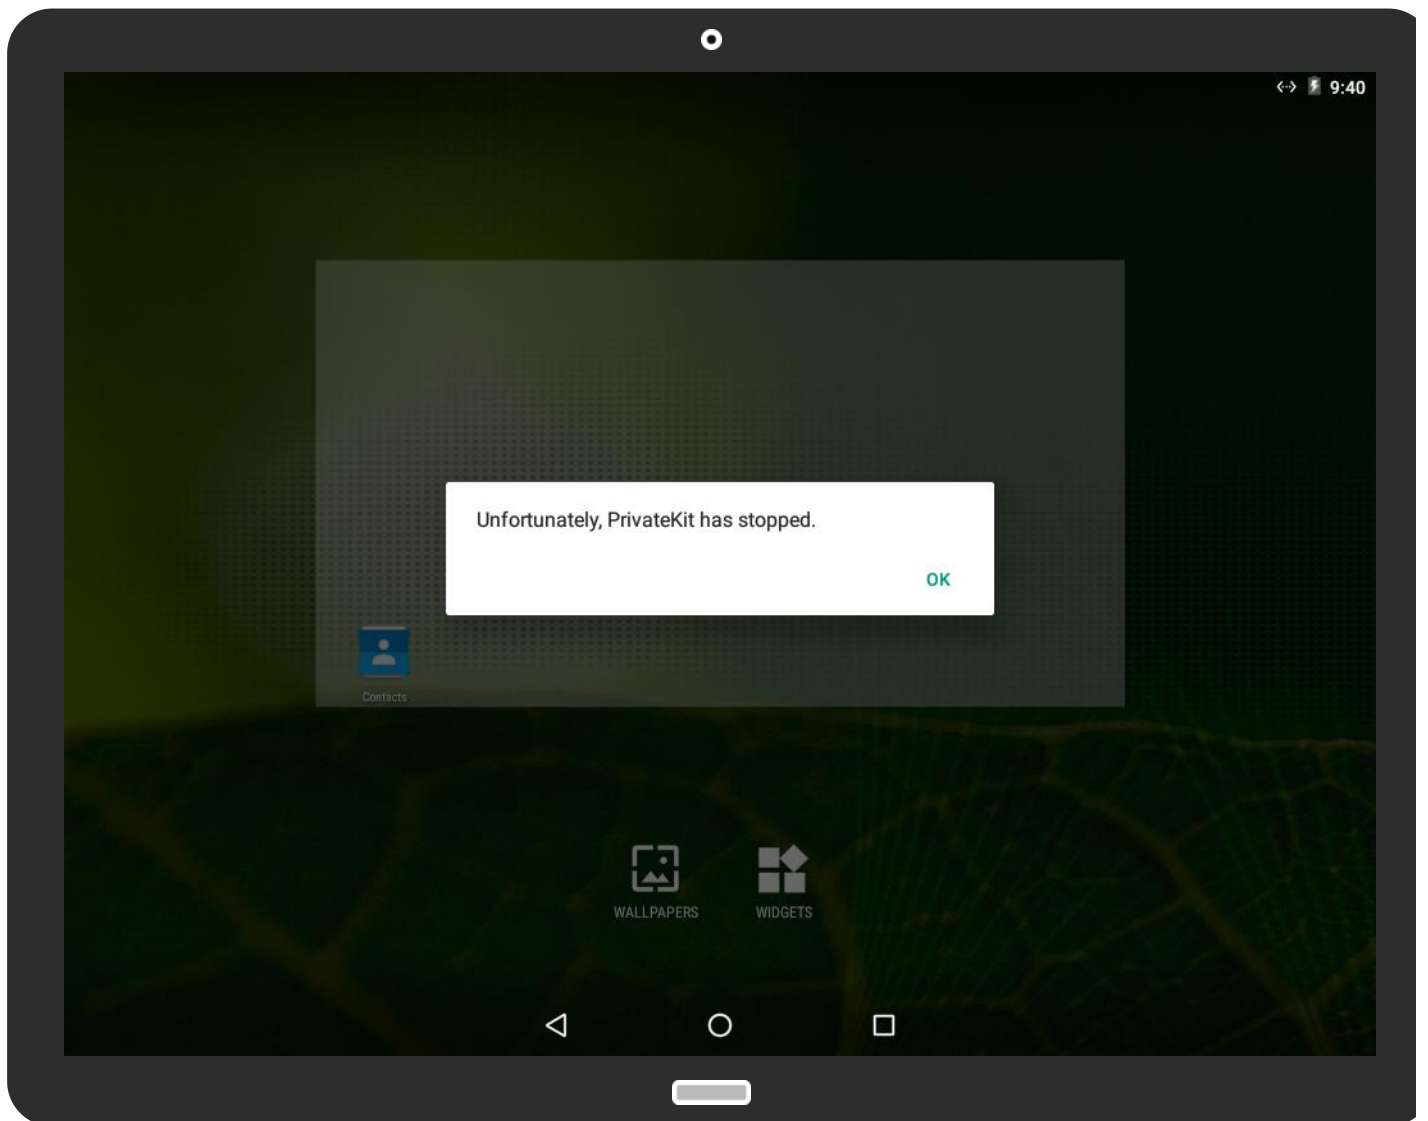 9:40
Unfortunately, PrivateKit has stopped.
OK
Contacts
WALLPAPERS
WIDGETS